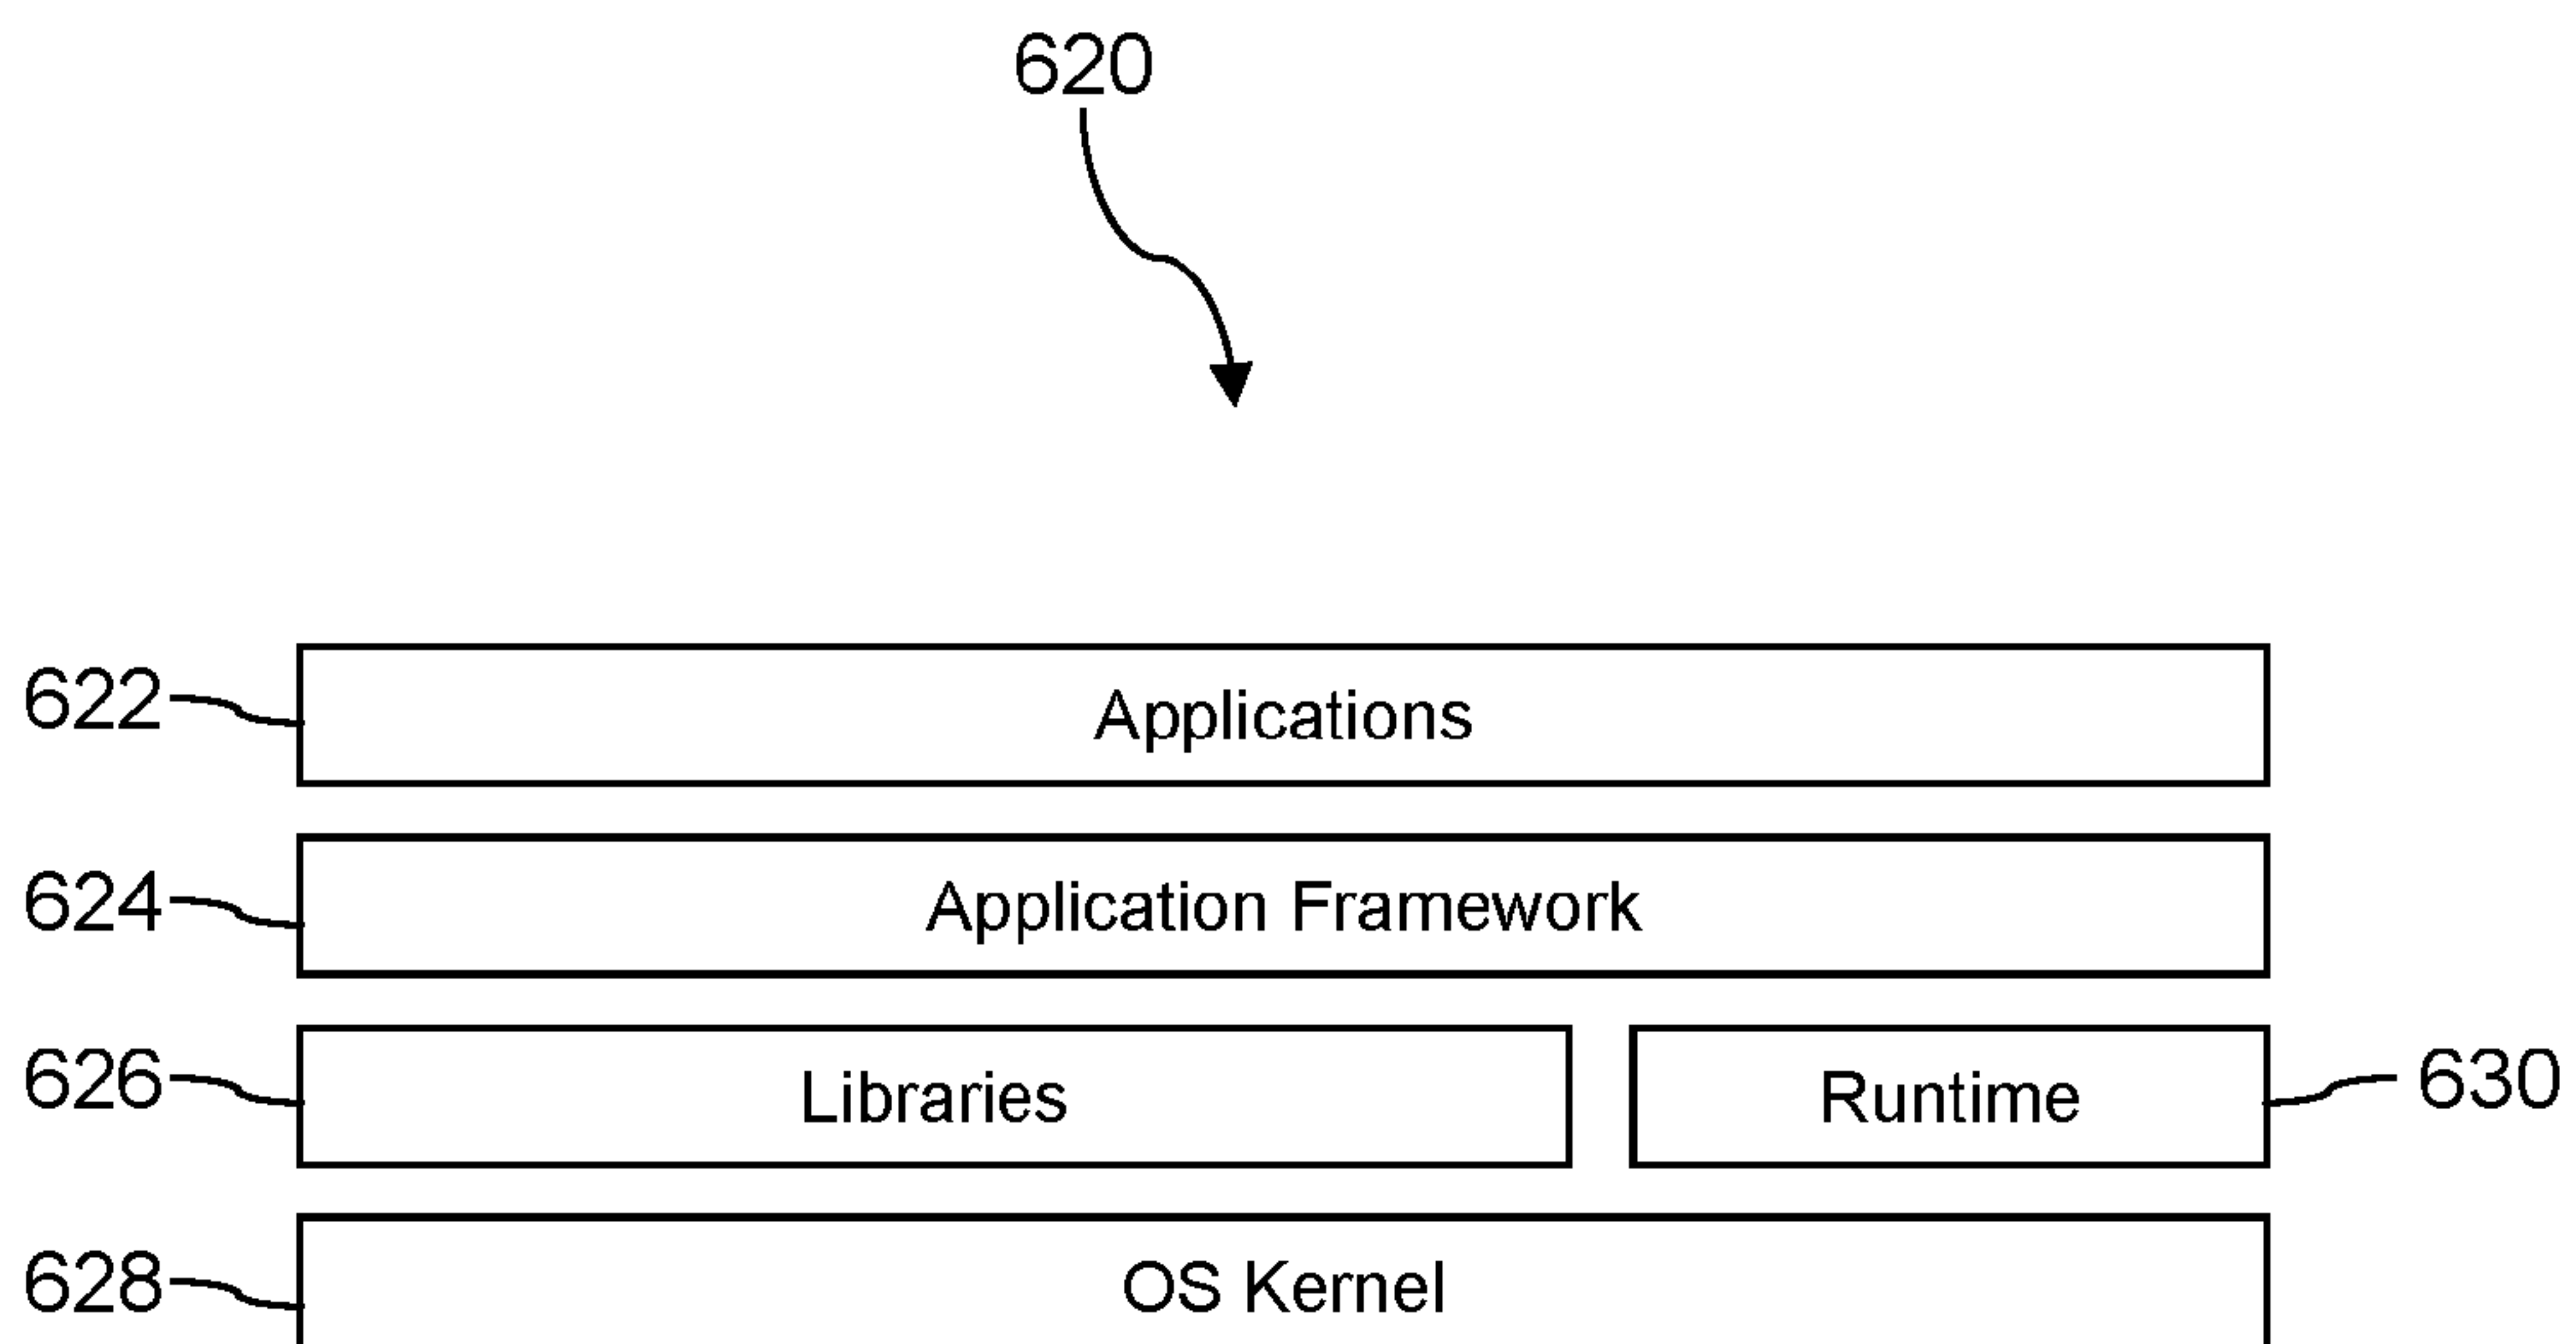 620
622 Applications
624 Application Framework
626 Libraries Runtime 630
628 OS Kernel